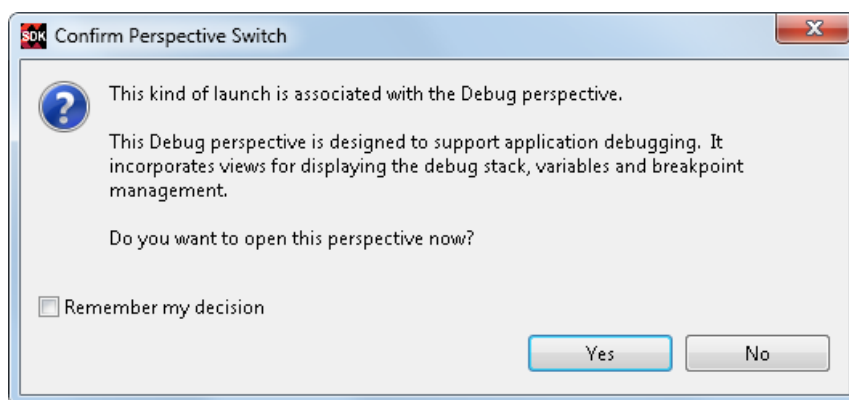 SDK Confirm Perspective Switch
This kind of launch is associated with the Debug perspective.
This Debug perspective is designed to support application debugging. It
incorporates views for displaying the debug stack, variables and breakpoint
management.
Do you want to open this perspective now?
Remember my decision
Yes No